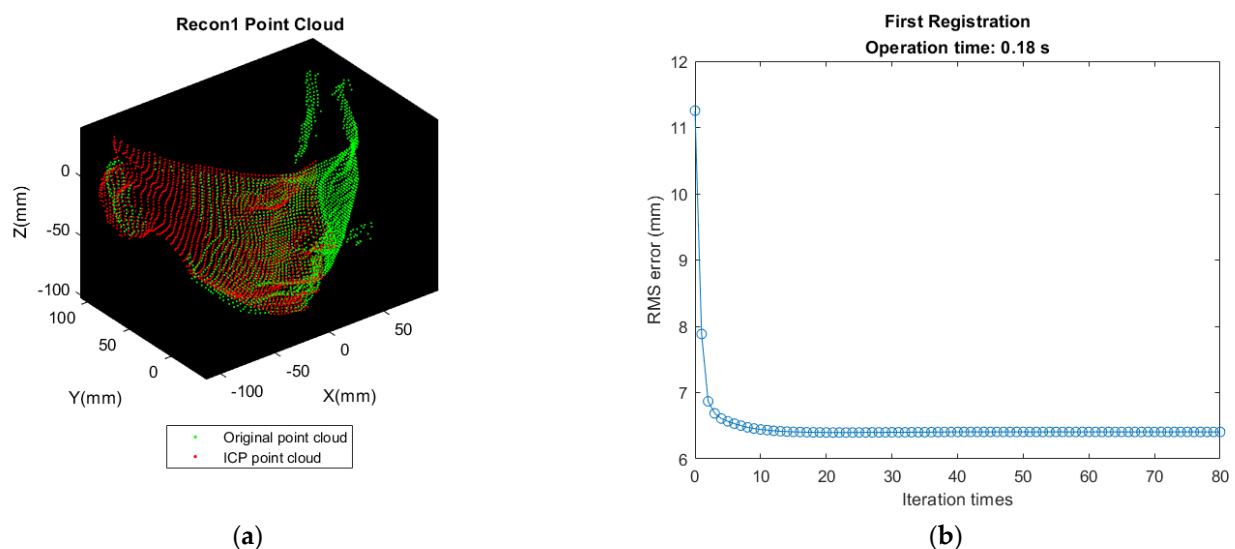 Recon1 Point Cloud
Z(mm)
0
-50
-100
100
50
0
Y(mm)
-100
-50
0
50
X(mm)
Original point cloud
ICP point cloud
(a)
First Registration
Operation time: 0.18 s
RMS error (mm)
12
11
10
9
8
7
6
0 10 20 30 40 50 60 70 80
Iteration times
(b)